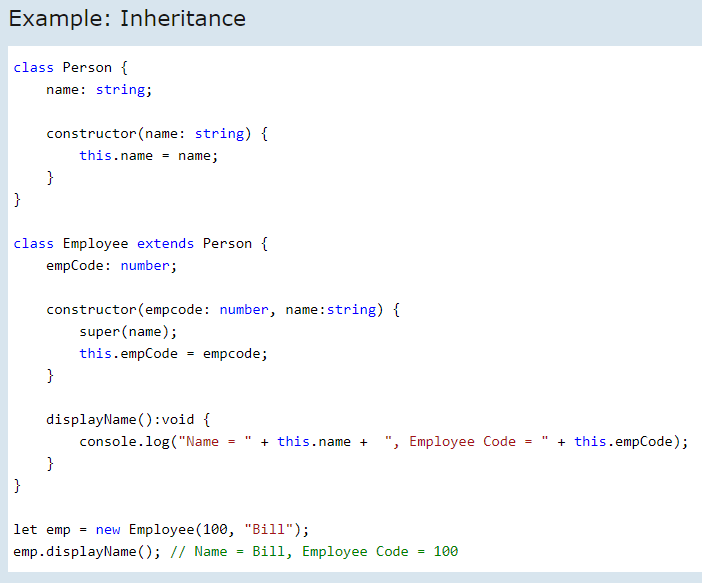 Example: Inheritance
class Person {
    name: string;
    constructor(name: string) {
        this.name = name;
    }
}
class Employee extends Person {
    empCode: number;
    constructor(empcode: number, name:string) {
        super(name);
        this.empCode = empcode;
    }
    displayName():void {
        console.log("Name = " + this.name +  ", Employee Code = " + this.empCode);
    }
}
let emp = new Employee(100, "Bill");
emp.displayName(); // Name = Bill, Employee Code = 100